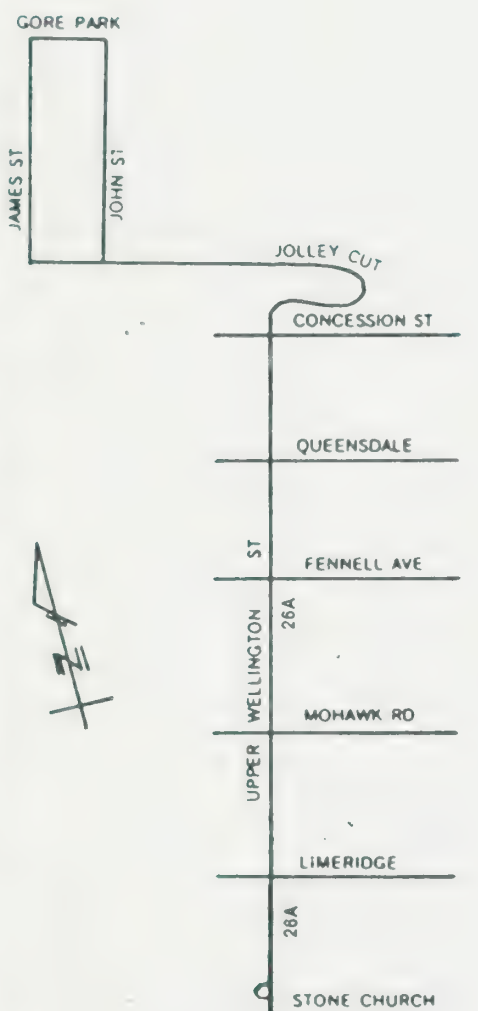 GORE PARK
JAMES ST
JOHN ST
JOLLEY CUT
CONCESSION ST
QUEENSDALE
UPPER WELLINGTON ST
FENNELL AVE
26A
N
MOHAWK RD
LIMERIDGE
26A
STONE CHURCH